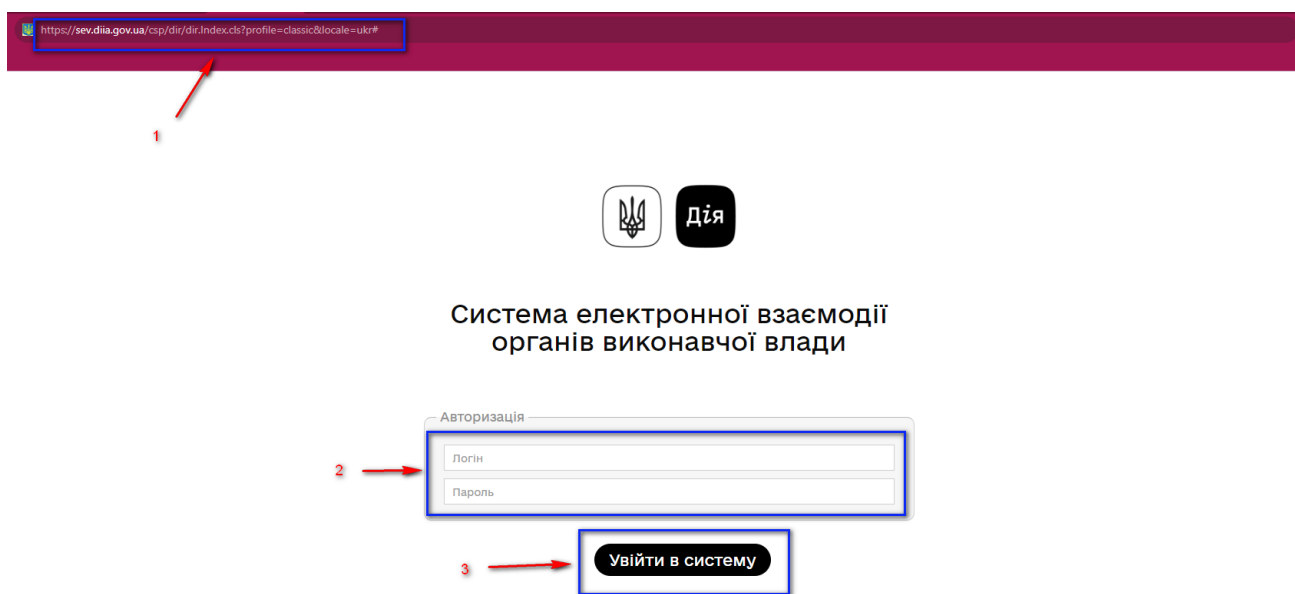 https://sev.diia.gov.ua/csp/dir/dir.Index.cls?profile=classic&locale=ukr#
1
Дія
Система електронної взаємодії
органів виконавчої влади
Авторизація
Логін
2
Пароль
Увійти в систему
3